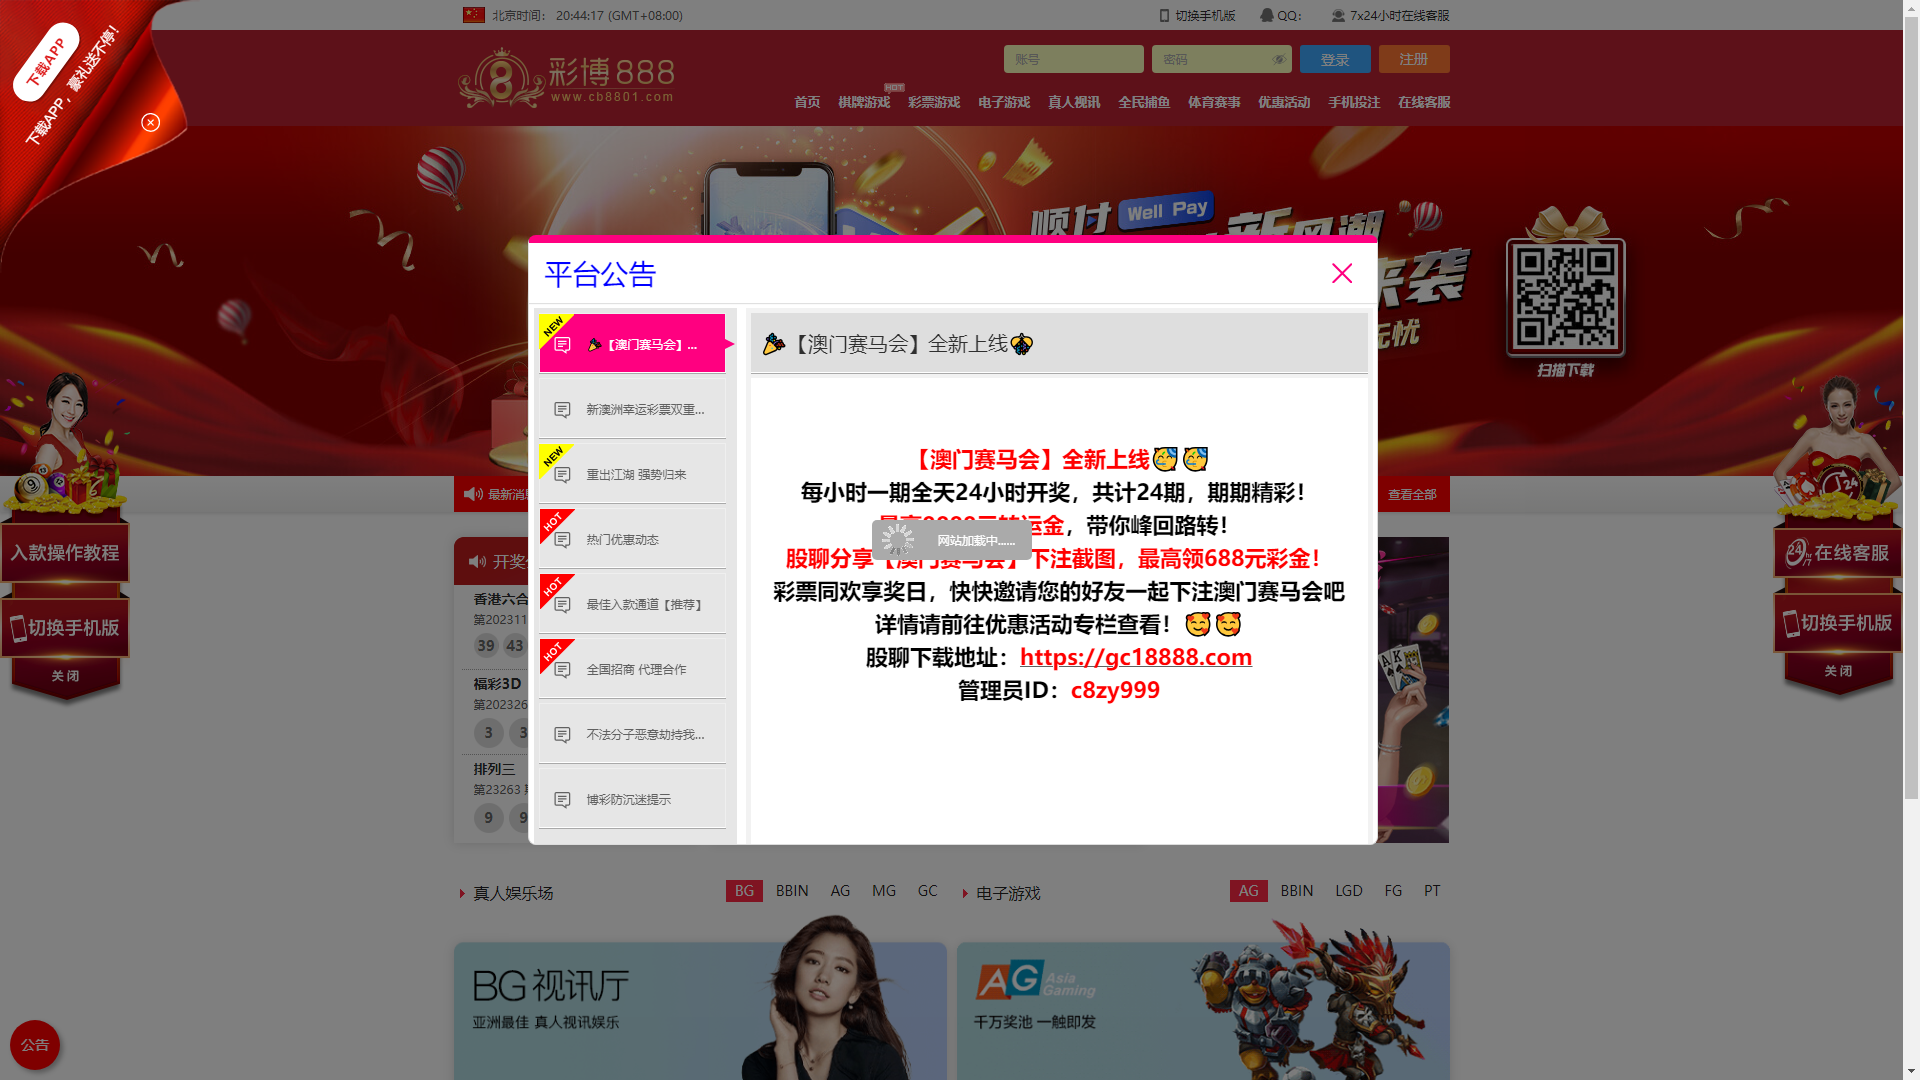 北京时间： 20:44:17 (GMT+08:00)
切换手机版
QQ：
7x24小时在线客服
下载APP
下载APP，豪礼送不停!
彩博888
www.cb8801.com
账号
密码
登录
注册
首页
棋牌游戏
HOT
彩票游戏
电子游戏
真人视讯
全民捕鱼
体育赛事
优惠活动
手机投注
在线客服
顺付 Well Pay
来袭
无忧
扫描下载
平台公告
NEW
【澳门赛马会】...
新澳洲幸运彩票双重...
NEW
重出江湖 强势归来
HOT
热门优惠动态
HOT
最佳入款通道【推荐】
HOT
全国招商 代理合作
不法分子恶意劫持我...
博彩防沉迷提示
🎉【澳门赛马会】全新上线🐝
【澳门赛马会】全新上线🥳🥳
每小时一期全天24小时开奖，共计24期，期期精彩！
最高8888元转运金，带你峰回路转！
网站加载中......
股聊分享【澳门赛马会】下注截图，最高领688元彩金！
彩票同欢享奖日，快快邀请您的好友一起下注澳门赛马会吧
详情请前往优惠活动专栏查看！🥰🥰
股聊下载地址：https://gc18888.com
管理员ID：c8zy999
最新消息
查看全部
入款操作教程
切换手机版
关闭
24h 在线客服
切换手机版
关闭
开奖
香港六合
第202311
39 43
福彩3D
第202326
3 3
排列三
第23263
9 9
真人娱乐场
BG BBIN AG MG GC
电子游戏
AG BBIN LGD FG PT
BG 视讯厅
亚洲最佳 真人视讯娱乐
AG Asia Gaming
千万奖池 一触即发
公告